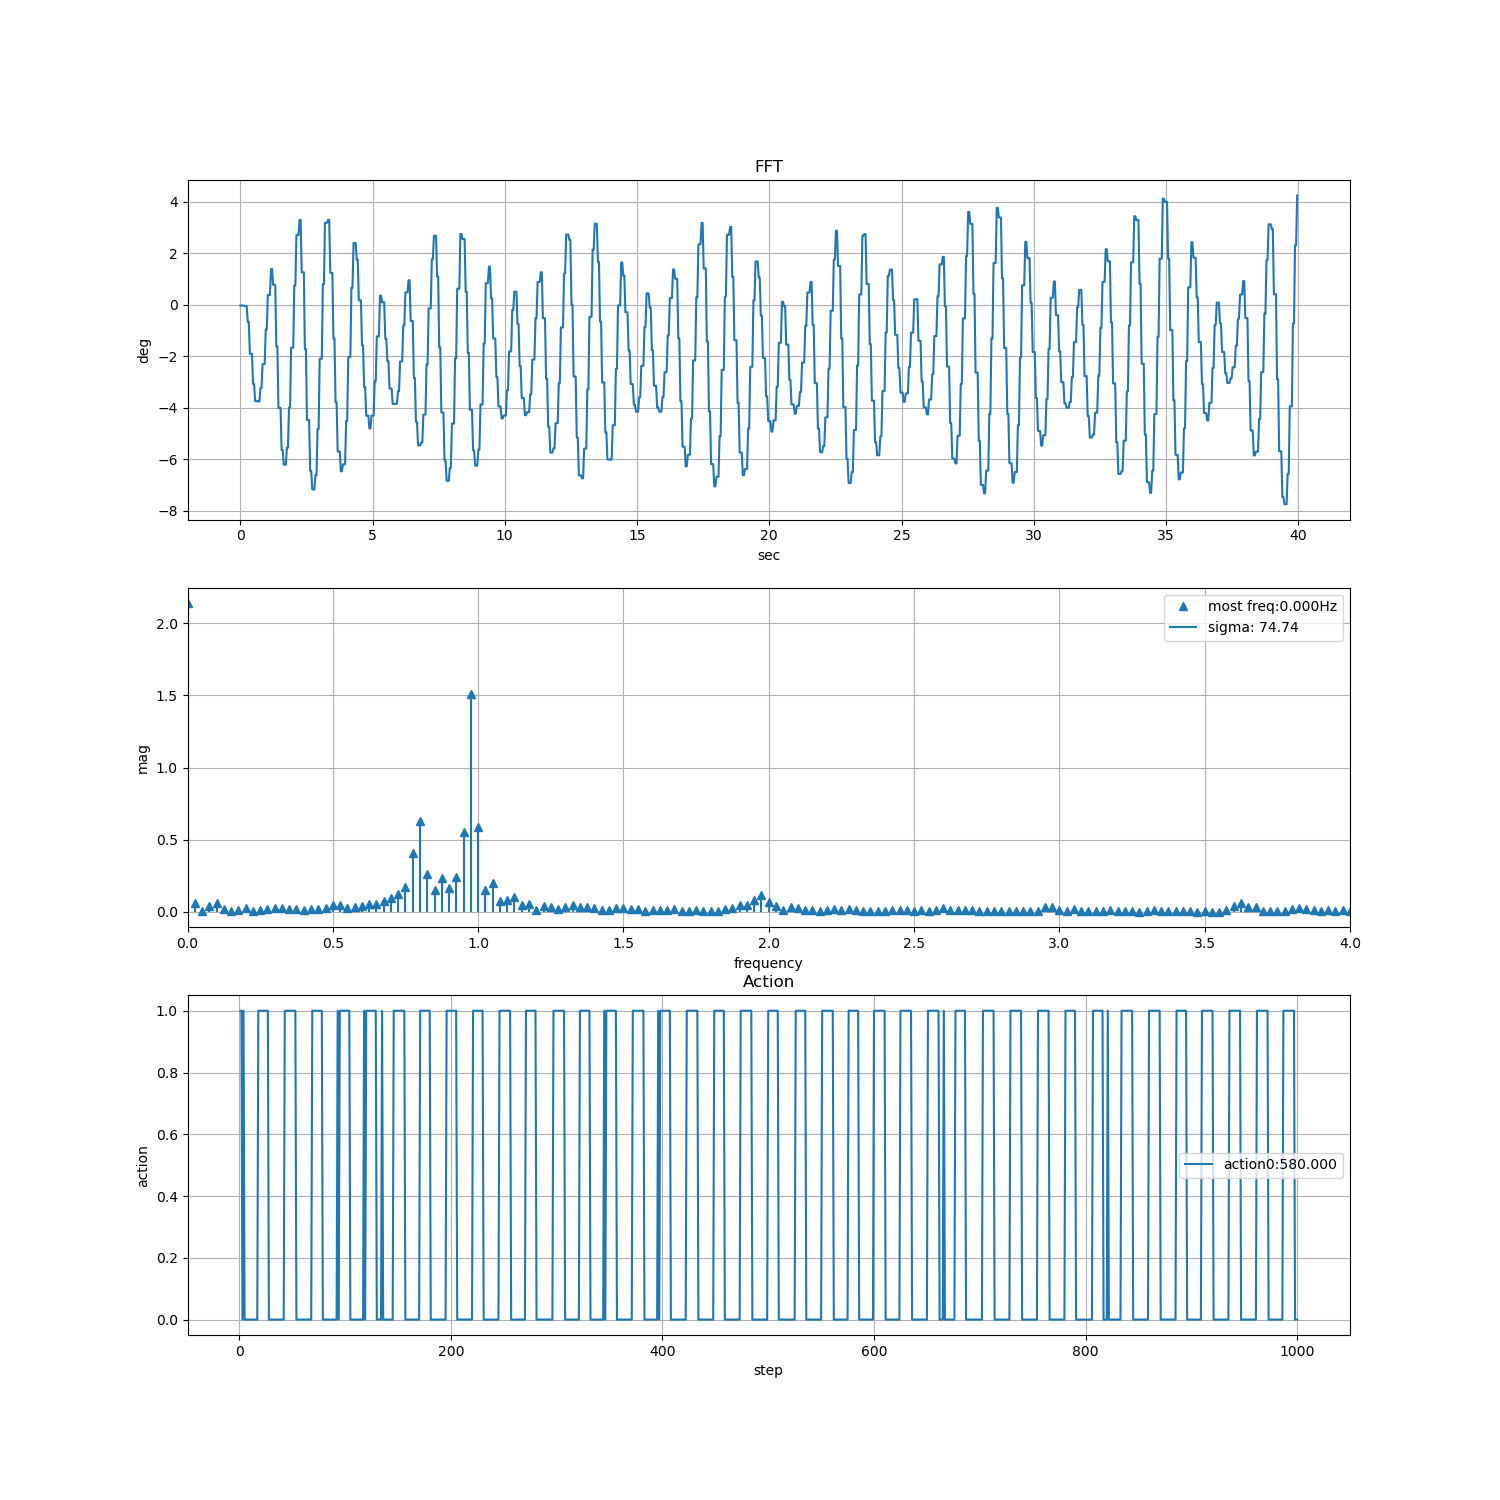 FFT
4
2
0
−2
−4
−6
−8
deg
0 5 10 15 20 25 30 35 40
sec
most freq:0.000Hz
sigma: 74.74
2.0
1.5
1.0
0.5
0.0
mag
0.0 0.5 1.0 1.5 2.0 2.5 3.0 3.5 4.0
frequency
Action
1.0
0.8
0.6
0.4
0.2
0.0
action
action0:580.000
0 200 400 600 800 1000
step